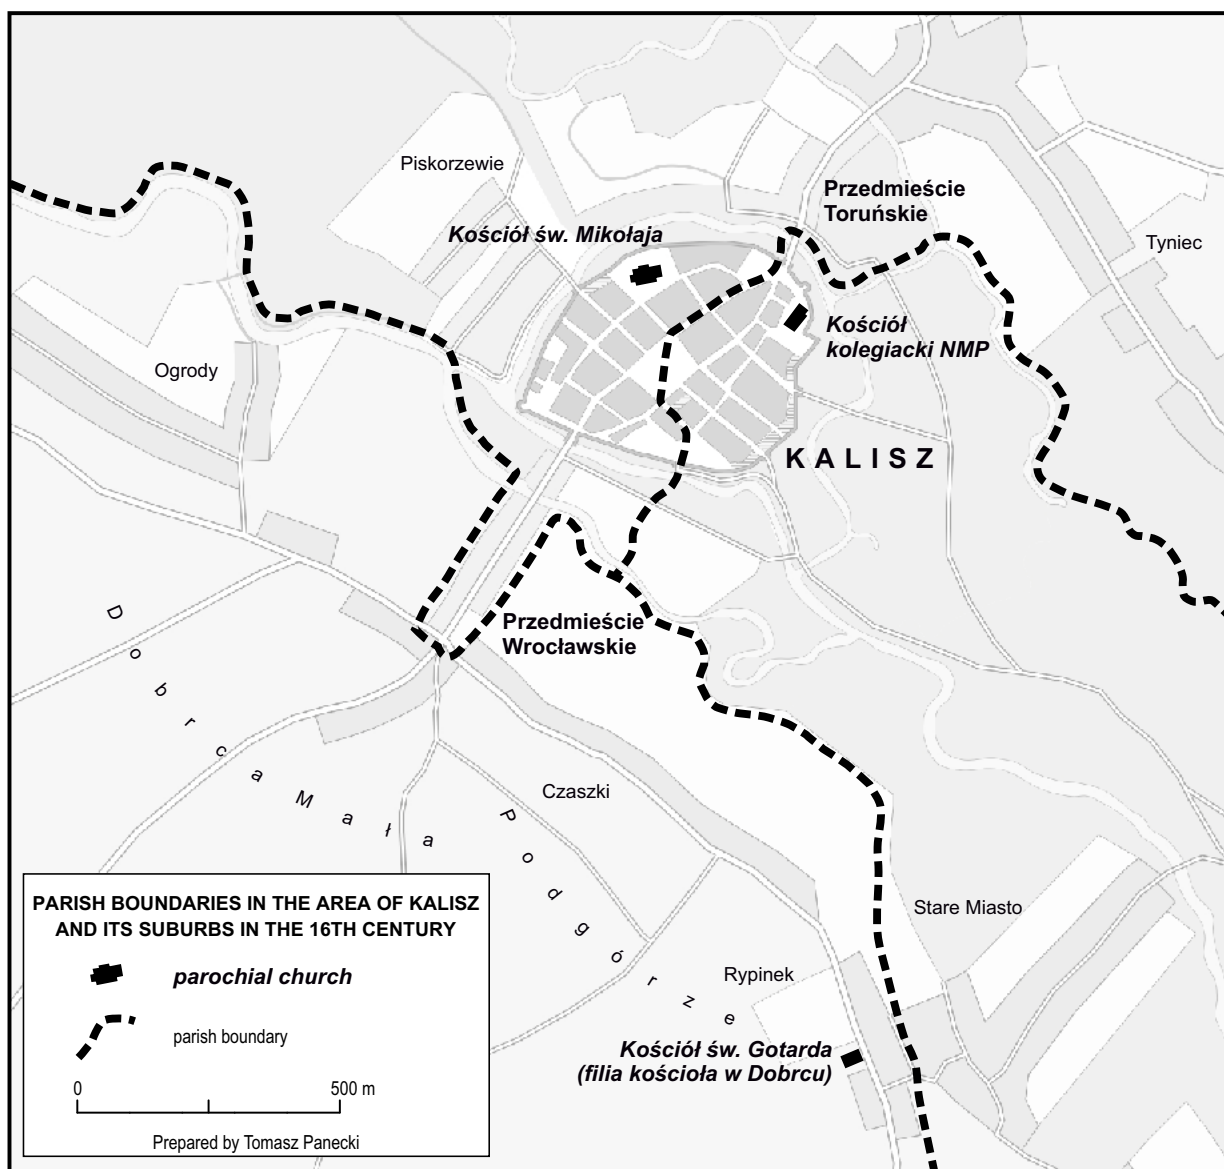 Piskorzewie
Przedmieście
Toruńskie
Kościół św. Mikołaja
Tyniec
Kościół
kolegiacki NMP
Ogrody
KALISZ
Przedmieście
Wrocławskie
Dobrca Mała
Czaszki
Podgórze
Stare Miasto
Rypinek
Kościół św. Gotarda
(filia kościoła w Dobrcu)
PARISH BOUNDARIES IN THE AREA OF KALISZ
AND ITS SUBURBS IN THE 16TH CENTURY
parochial church
parish boundary
0 500 m
Prepared by Tomasz Panecki